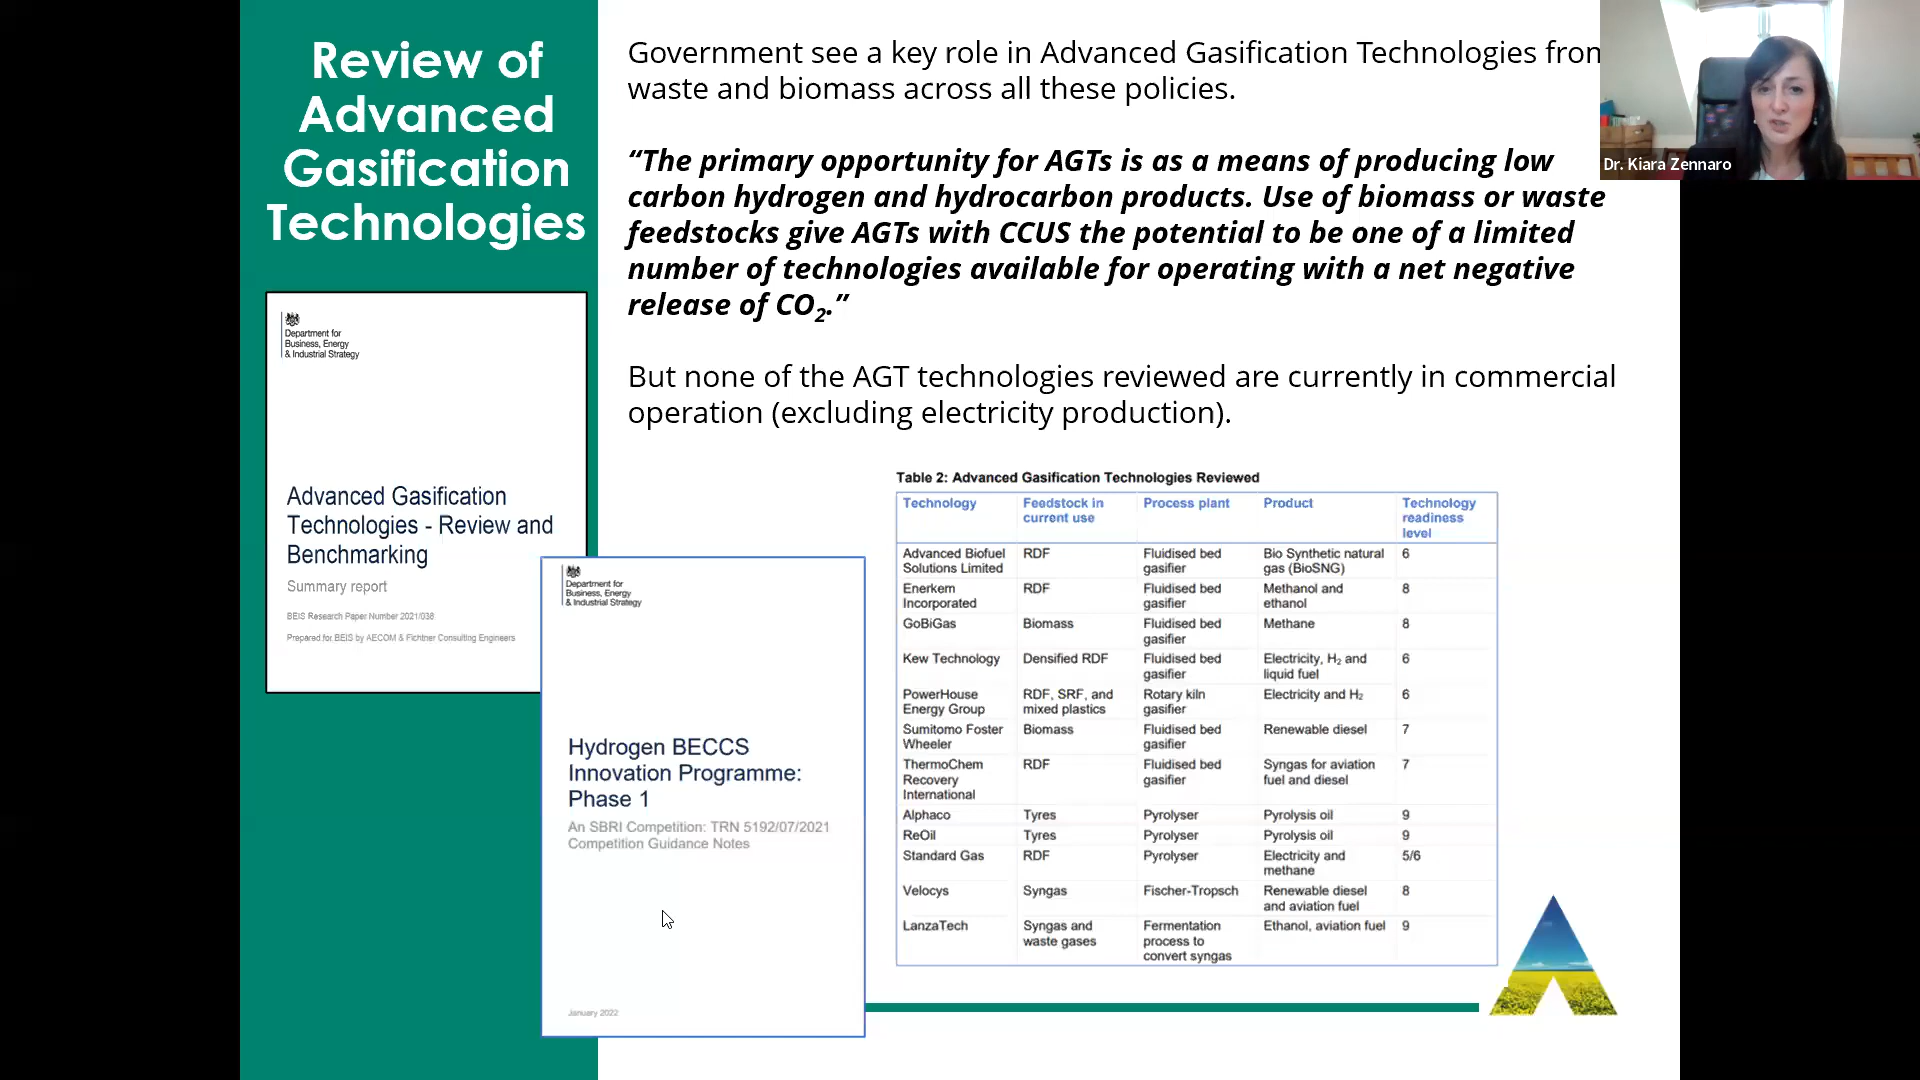 Review of
Advanced
Gasification
Technologies
Department for
Business, Energy
& Industrial Strategy
Advanced Gasification
Technologies - Review and
Benchmarking
Summary report
BEIS Research Paper Number 2021/038
Prepared for BEIS by AECOM & Fichtner Consulting Engineers
Department for
Business, Energy
& Industrial Strategy
Hydrogen BECCS
Innovation Programme:
Phase 1
An SBRI Competition: TRN 5192/07/2021
Competition Guidance Notes
January 2022
Government see a key role in Advanced Gasification Technologies from
waste and biomass across all these policies.
“The primary opportunity for AGTs is as a means of producing low
carbon hydrogen and hydrocarbon products. Use of biomass or waste
feedstocks give AGTs with CCUS the potential to be one of a limited
number of technologies available for operating with a net negative
release of CO₂.”
But none of the AGT technologies reviewed are currently in commercial
operation (excluding electricity production).
Table 2: Advanced Gasification Technologies Reviewed
Technology Feedstock in Process plant Product Technology
current use readiness
level
Advanced Biofuel RDF Fluidised bed Bio Synthetic natural 6
Solutions Limited gasifier gas (BioSNG)
Enerkem RDF Fluidised bed Methanol and 8
Incorporated gasifier ethanol
GoBiGas Biomass Fluidised bed Methane 8
gasifier
Kew Technology Densified RDF Fluidised bed Electricity, H₂ and 6
gasifier liquid fuel
PowerHouse RDF, SRF, and Rotary kiln Electricity and H₂ 6
Energy Group mixed plastics gasifier
Sumitomo Foster Biomass Fluidised bed Renewable diesel 7
Wheeler gasifier
ThermoChem RDF Fluidised bed Syngas for aviation 7
Recovery gasifier fuel and diesel
International
Alphaco Tyres Pyrolyser Pyrolysis oil 9
ReOil Tyres Pyrolyser Pyrolysis oil 9
Standard Gas RDF Pyrolyser Electricity and 5/6
methane
Velocys Syngas Fischer-Tropsch Renewable diesel 8
and aviation fuel
LanzaTech Syngas and Fermentation Ethanol, aviation fuel 9
waste gases process to
convert syngas
Dr. Kiara Zennaro